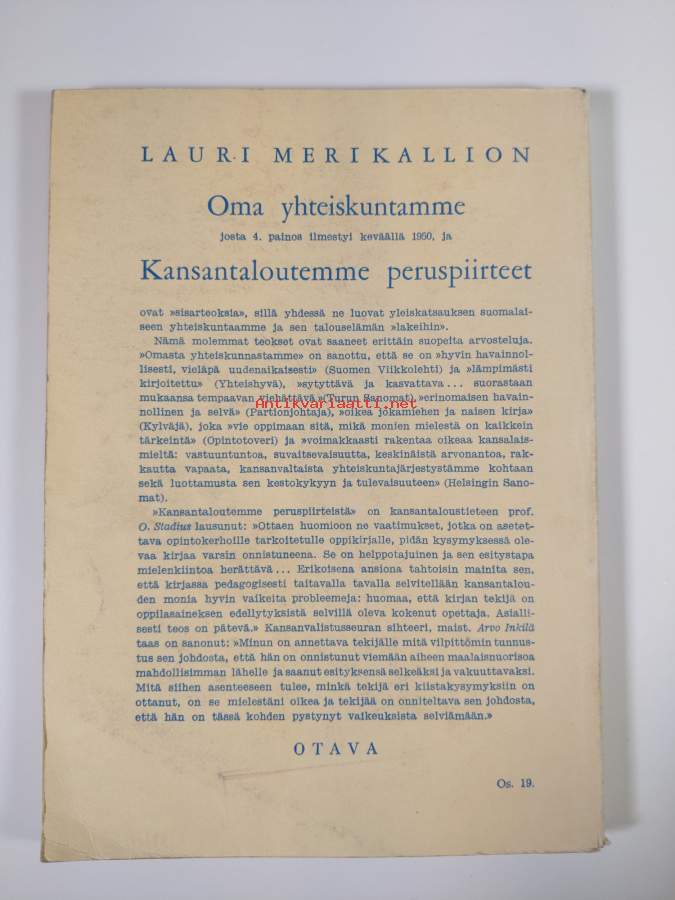 LAURI MERIKALLION
Oma yhteiskuntamme
josta 4. painos ilmestyi keväällä 1950, ja
Kansantaloutemme peruspiirteet
ovat »sisarteoksia», sillä yhdessä ne luovat yleiskatsauksen suomalai-
seen yhteiskuntaamme ja sen talouselämän »lakeihin».
Nämä molemmat teokset ovat saaneet erittäin suopeita arvosteluja.
»Omasta yhteiskunnastamme» on sanottu, että se on »hyvin havainnol-
lisesti, vieläpä uudenaikaisesti» (Suomen Viikkolehti) ja »lämpimästi
kirjoitettu» (Yhteishyvä), »sytyttävä ja kasvattava... suorastaan
mukaansa tempaavan viehättävä» (Turun Sanomat), »erinomaisen havain-
Antikvariaatti.net
nollinen ja selvä» (Partionjohtaja), »oikea jokamiehen ja naisen kirja»
(Kylväjä), joka »vie oppimaan sitä, mikä monien mielestä on kaikkein
tärkeintä» (Opintotoveri) ja »voimakkaasti rakentaa oikeaa kansalais-
mieltä: vastuuntuntoa, suvaitsevaisuutta, keskinäistä arvonantoa, rak-
kautta vapaata, kansanvaltaista yhteiskuntajärjestystämme kohtaan
sekä luottamusta sen kestokykyyn ja tulevaisuuteen» (Helsingin Sano-
mat).
»Kansantaloutemme peruspiirteistä» on kansantaloustieteen prof.
O. Stadius lausunut: »Ottaen huomioon ne vaatimukset, jotka on asetet-
tava opintokerhoille tarkoitetulle oppikirjalle, pidän kysymyksessä ole-
vaa kirjaa varsin onnistuneena. Se on helppotajuinen ja sen esitystapa
mielenkiintoa herättävä... Erikoisena ansiona tahtoisin mainita sen,
että kirjassa pedagogisesti taitavalla tavalla selvitellään kansantalou-
den monia hyvin vaikeita probleemeja: huomaa, että kirjan tekijä on
oppilasaineksen edellytyksistä selvillä oleva kokenut opettaja. Asialli-
sesti teos on pätevä.» Kansanvalistusseuran sihteeri, maist. Arvo Inkilä
taas on sanonut: »Minun on annettava tekijälle mitä vilpittömin tunnus-
tus sen johdosta, että hän on onnistunut viemään aiheen maalaisnuorisoa
mahdollisimman lähelle ja saanut esityksensä selkeäksi ja vakuuttavaksi.
Mitä siihen asenteeseen tulee, minkä tekijä eri kiistakysymyksiin on
ottanut, on se mielestäni oikea ja tekijää on onniteltava sen johdosta,
että hän on tässä kohden pystynyt vaikeuksista selviämään.»
OTAVA
Os. 19.